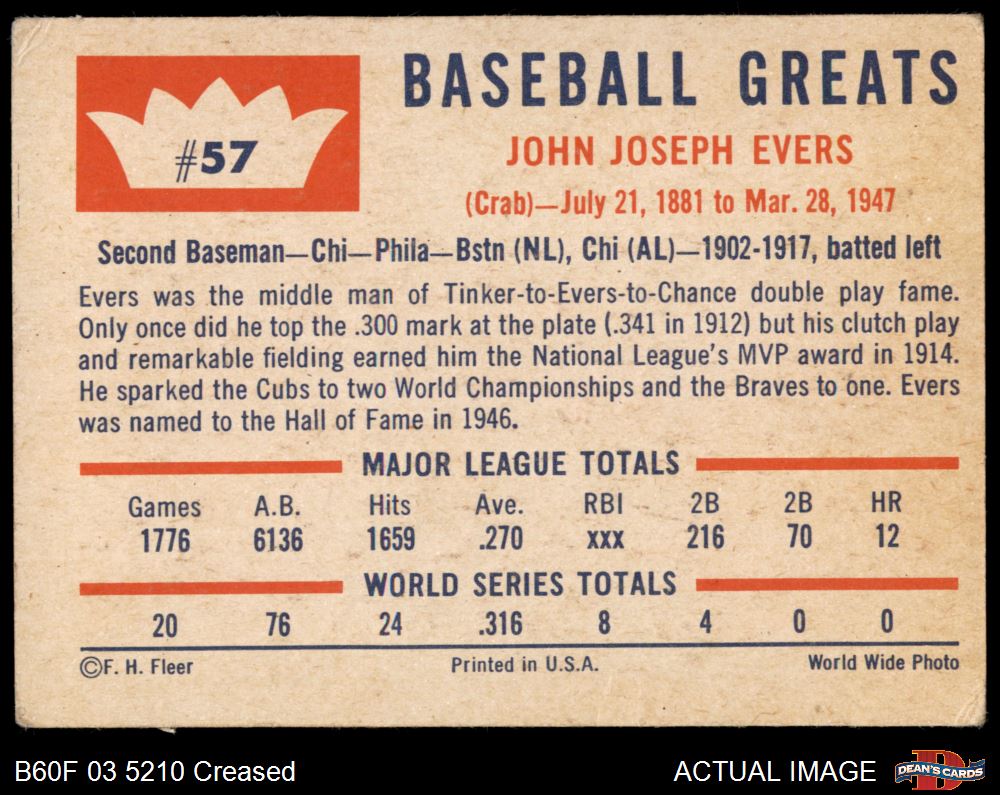 #57
BASEBALL GREATS
JOHN JOSEPH EVERS
(Crab)—July 21, 1881 to Mar. 28, 1947
Second Baseman—Chi—Phila—Bstn (NL), Chi (AL)—1902-1917, batted left
Evers was the middle man of Tinker-to-Evers-to-Chance double play fame.
Only once did he top the .300 mark at the plate (.341 in 1912) but his clutch play
and remarkable fielding earned him the National League's MVP award in 1914.
He sparked the Cubs to two World Championships and the Braves to one. Evers
was named to the Hall of Fame in 1946.
MAJOR LEAGUE TOTALS
Games A.B. Hits Ave. RBI 2B 2B HR
1776 6136 1659 .270 xxx 216 70 12
WORLD SERIES TOTALS
20 76 24 .316 8 4 0 0
©F. H. Fleer Printed in U.S.A. World Wide Photo
B60F 03 5210 Creased ACTUAL IMAGE D DEAN'S CARDS